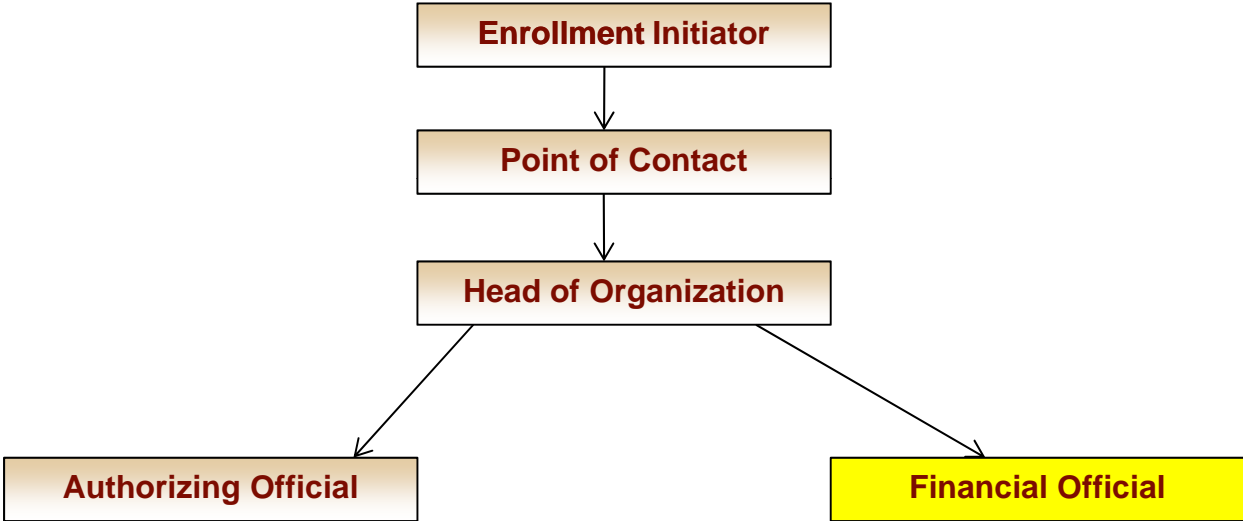 Enrollment Initiator
Point of Contact
Head of Organization
Authorizing Official
Financial Official